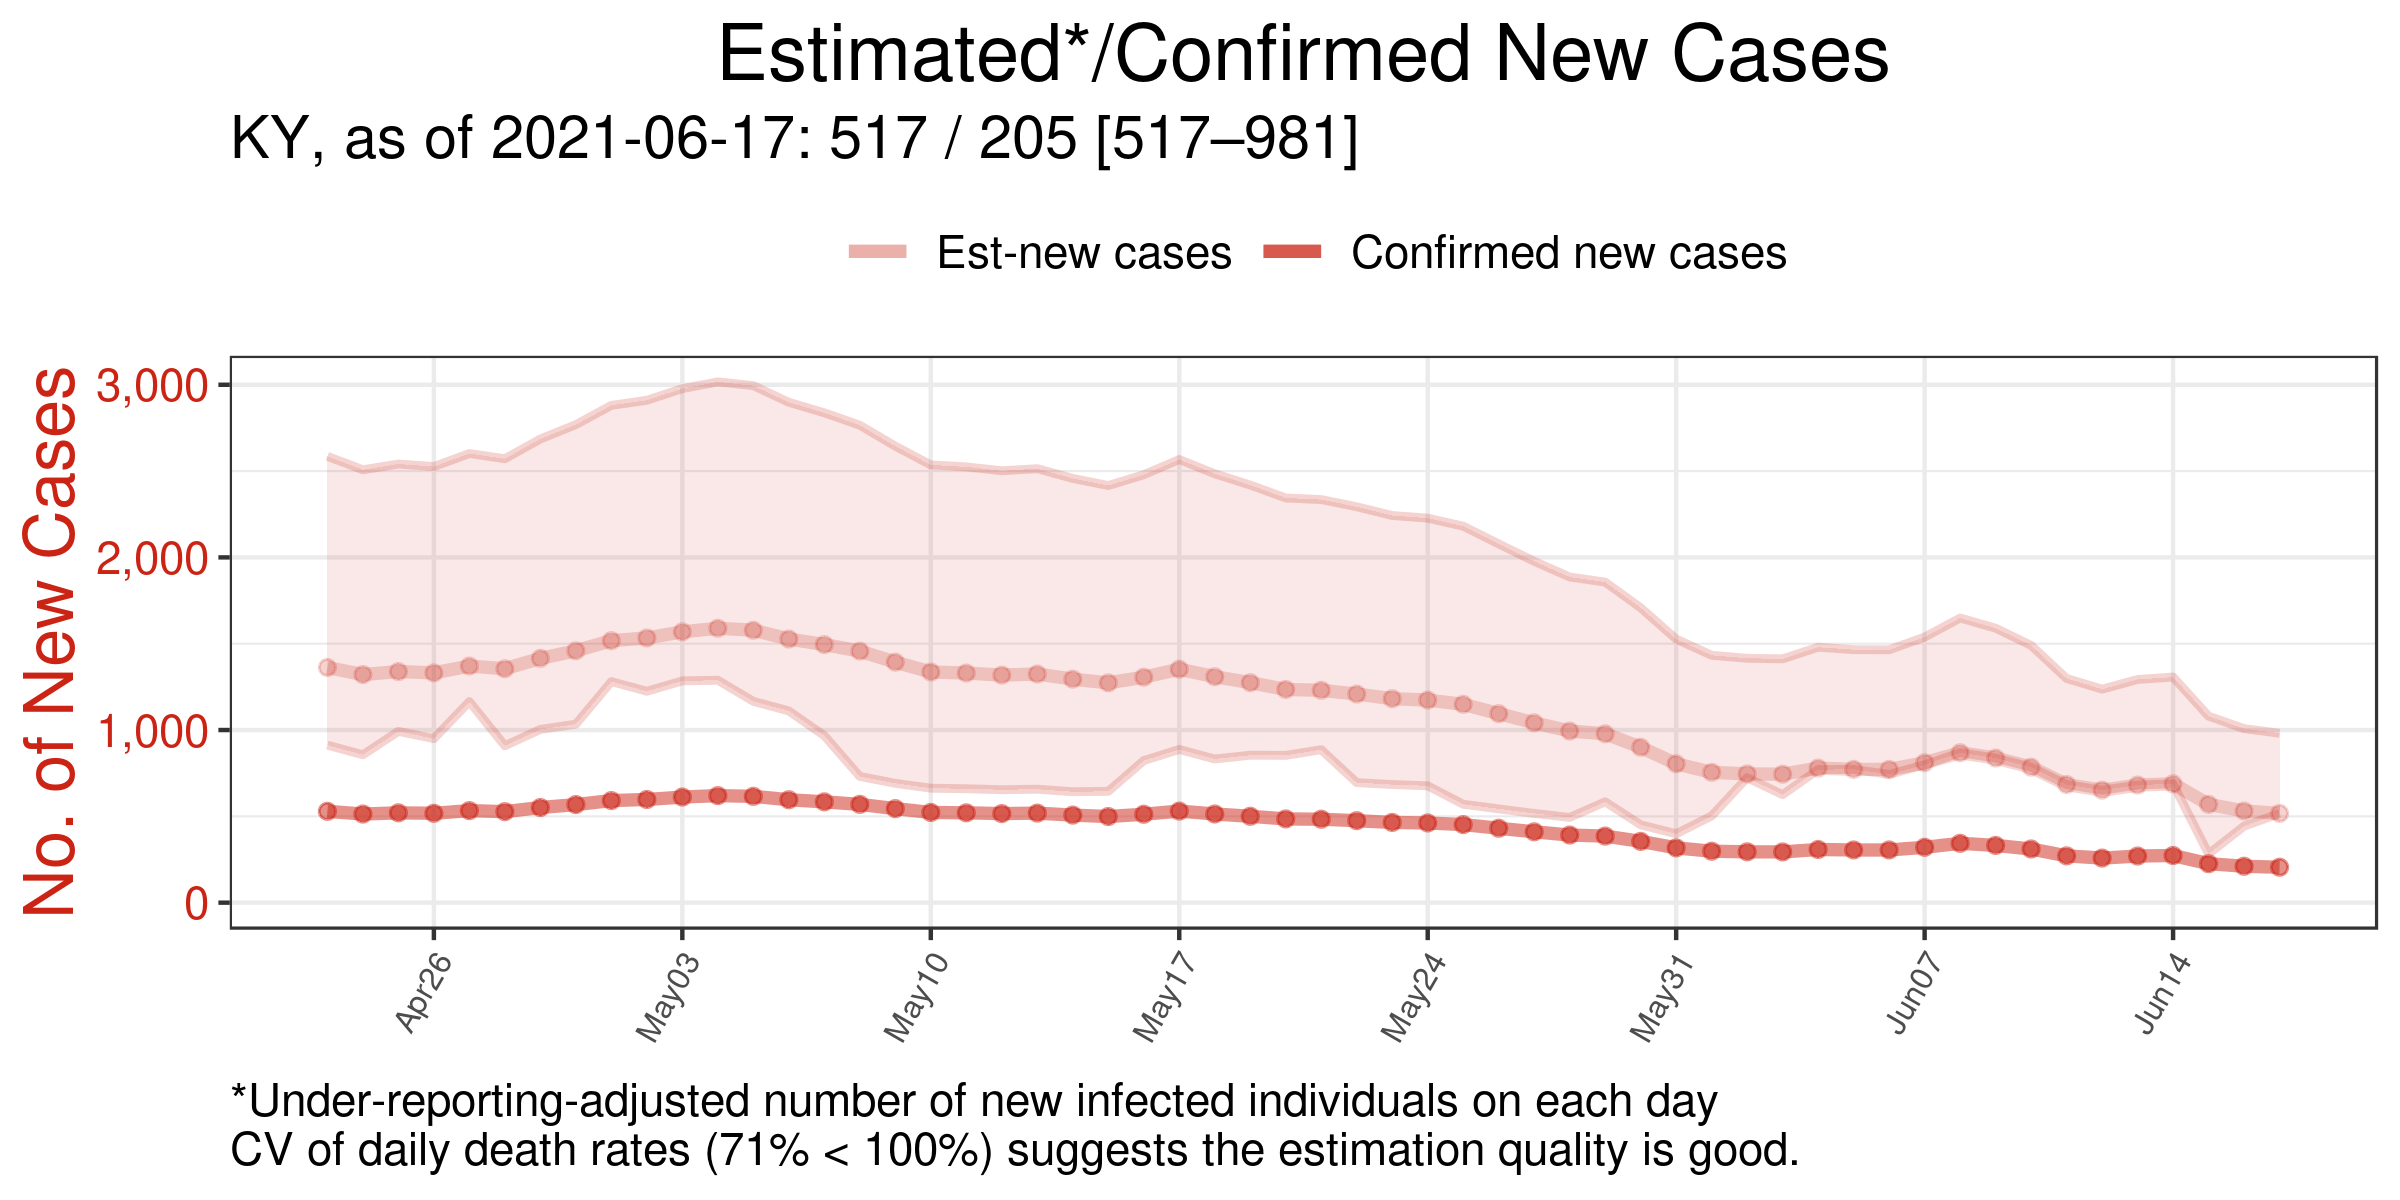 Estimated*/Confirmed New Cases
KY, as of 2021-06-17: 517 / 205 [517–981]
Est-new cases
Confirmed new cases
No. of New Cases
3,000
2,000
1,000
0
Apr26
May03
May10
May17
May24
May31
Jun07
Jun14
*Under-reporting-adjusted number of new infected individuals on each day
CV of daily death rates (71% < 100%) suggests the estimation quality is good.